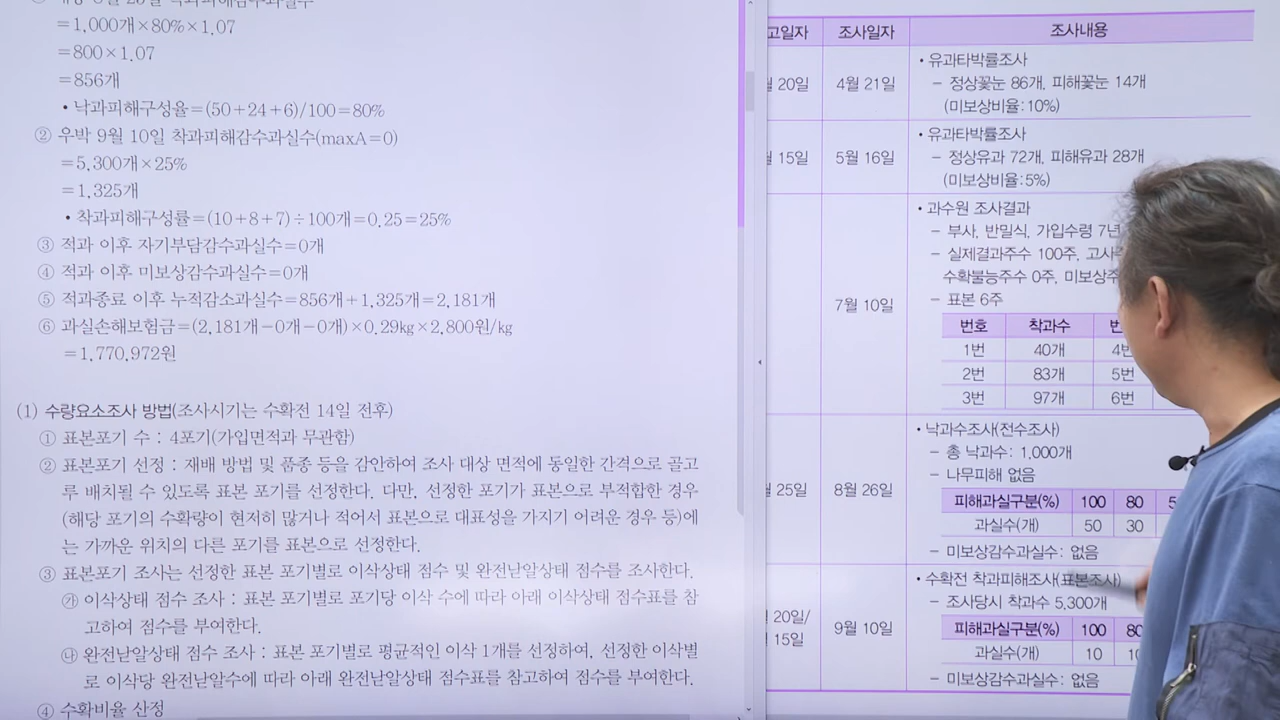 =1,000개×80%×1.07
=800×1.07
=856개
• 낙과피해구성율=(50+24+6)/100=80%
② 우박 9월 10일 착과피해감수과실수(maxA=0)
=5,300개×25%
=1,325개
• 착과피해구성률=(10+8+7)÷100개=0.25=25%
③ 적과 이후 자기부담감수과실수=0개
④ 적과 이후 미보상감수과실수=0개
⑤ 적과종료 이후 누적감소과실수=856개+1,325개=2,181개
⑥ 과실손해보험금=(2,181개-0개-0개)×0.29kg×2,800원/kg
=1,770,972원
(1) 수량요소조사 방법(조사시기는 수확전 14일 전후)
① 표본포기 수 : 4포기(가입면적과 무관함)
② 표본포기 선정 : 재배 방법 및 품종 등을 감안하여 조사 대상 면적에 동일한 간격으로 골고
루 배치될 수 있도록 표본 포기를 선정한다. 다만, 선정한 포기가 표본으로 부적합한 경우
(해당 포기의 수확량이 현저히 많거나 적어서 표본으로 대표성을 가지기 어려운 경우 등)에
는 가까운 위치의 다른 포기를 표본으로 선정한다.
③ 표본포기 조사는 선정한 표본 포기별로 이삭상태 점수 및 완전낟알상태 점수를 조사한다.
㉮ 이삭상태 점수 조사 : 표본 포기별로 포기당 이삭 수에 따라 아래 이삭상태 점수표를 참
고하여 점수를 부여한다.
㉯ 완전낟알상태 점수 조사 : 표본 포기별로 평균적인 이삭 1개를 선정하여, 선정한 이삭별
로 이삭당 완전낟알수에 따라 아래 완전낟알상태 점수표를 참고하여 점수를 부여한다.
④ 수확비율 산정
고일자 조사일자 조사내용
20일 4월 21일
• 유과타박률조사
- 정상꽃눈 86개, 피해꽃눈 14개
(미보상비율:10%)
15일 5월 16일
• 유과타박률조사
- 정상유과 72개, 피해유과 28개
(미보상비율:5%)
7월 10일
• 과수원 조사결과
- 부사, 반밀식, 가입수령 7년
- 실제결과주수 100주, 고사주
수확불능주수 0주, 미보상주
- 표본 6주
번호 착과수
1번 40개 4번
2번 83개 5번
3번 97개 6번
25일 8월 26일
• 낙과수조사(전수조사)
- 총 낙과수: 1,000개
- 나무피해 없음
피해과실구분(%) 100 80
과실수(개) 50 30
- 미보상감수과실수: 없음
20일/
15일
9월 10일
• 수확전 착과피해조사(표본조사)
- 조사당시 착과수 5,300개
피해과실구분(%) 100 80
과실수(개) 10
- 미보상감수과실수: 없음